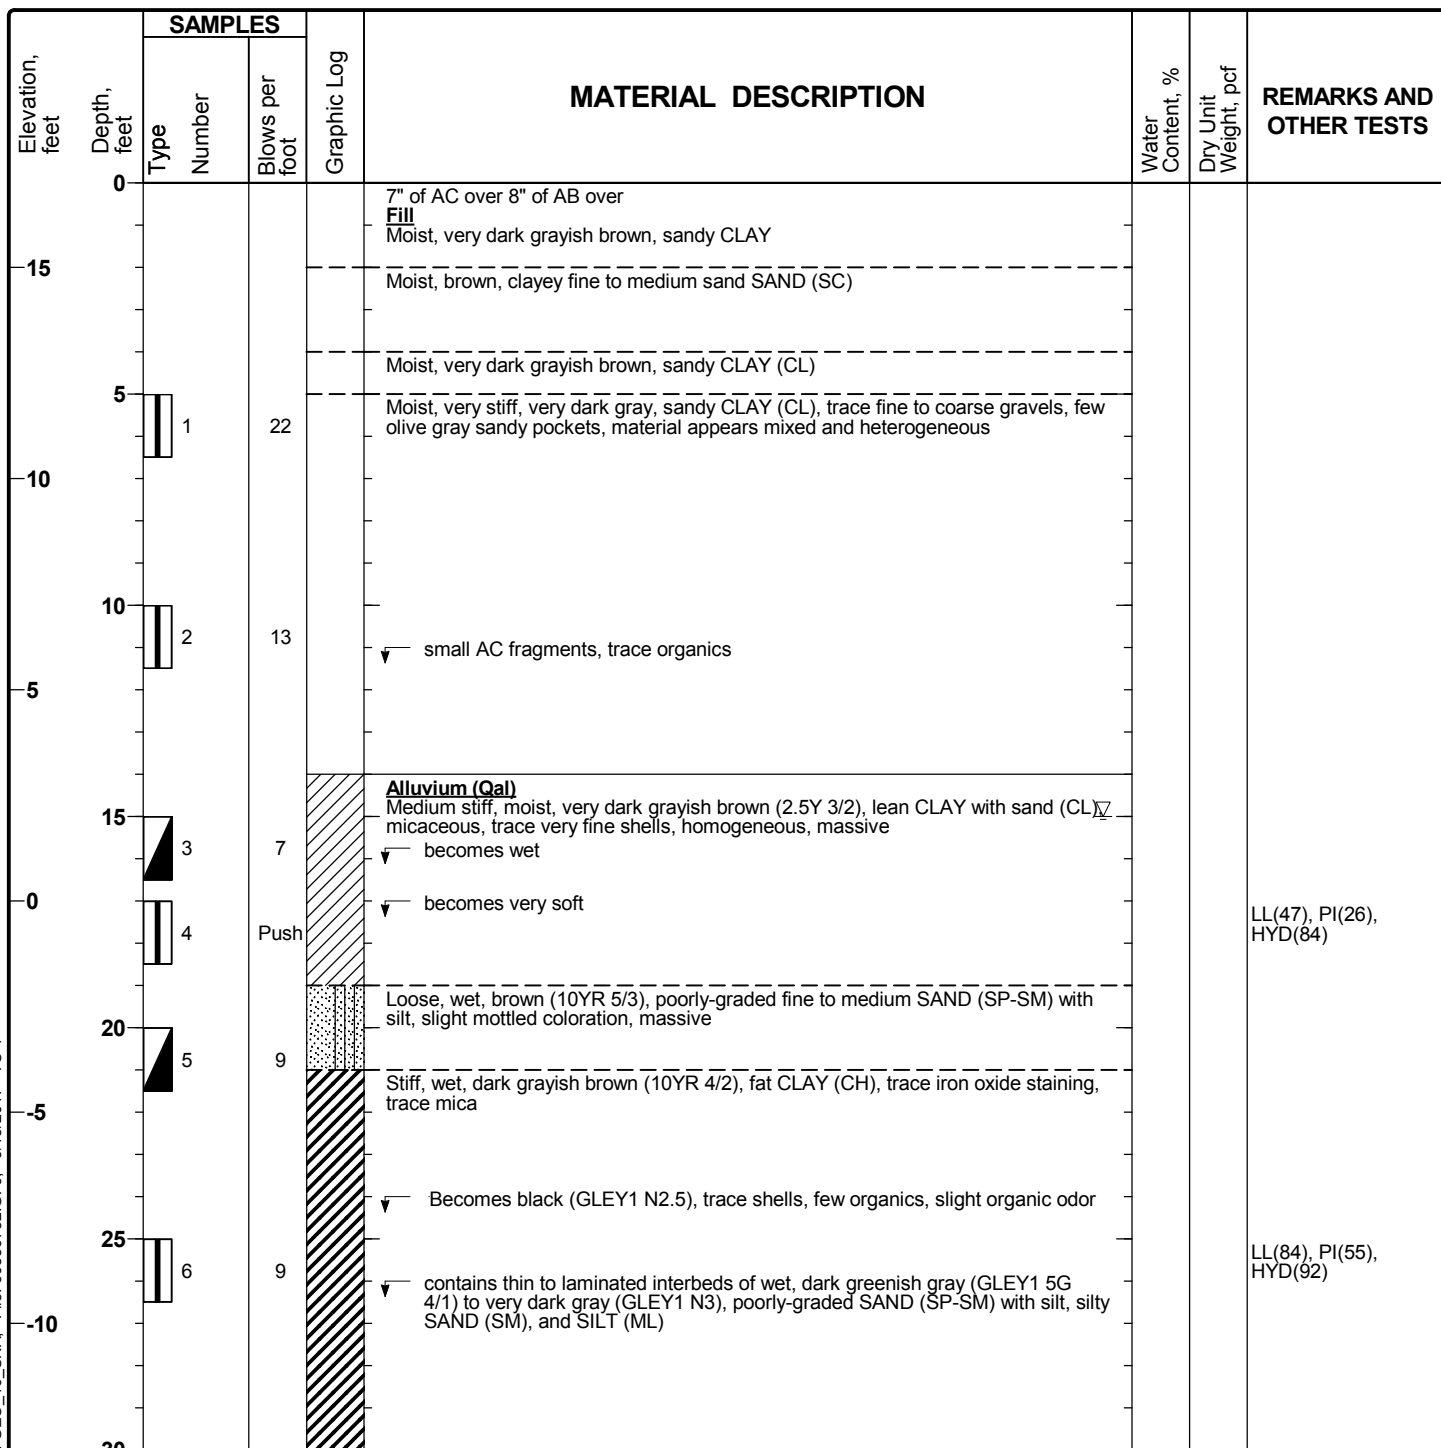 SAMPLES
Elevation,
feet
Depth,
feet
Type
Number
Blows per
foot
Graphic Log
MATERIAL DESCRIPTION
Water
Content, %
Dry Unit
Weight, pcf
REMARKS AND
OTHER TESTS
0
7" of AC over 8" of AB over
Fill
Moist, very dark grayish brown, sandy CLAY
15
Moist, brown, clayey fine to medium sand SAND (SC)
Moist, very dark grayish brown, sandy CLAY (CL)
5
Moist, very stiff, very dark gray, sandy CLAY (CL), trace fine to coarse gravels, few
olive gray sandy pockets, material appears mixed and heterogeneous
1 22
10
10
2 13
small AC fragments, trace organics
5
Alluvium (Qal)
Medium stiff, moist, very dark grayish brown (2.5Y 3/2), lean CLAY with sand (CL),
micaceous, trace very fine shells, homogeneous, massive
15
3 7
becomes wet
0
becomes very soft
4 Push
LL(47), PI(26),
HYD(84)
Loose, wet, brown (10YR 5/3), poorly-graded fine to medium SAND (SP-SM) with
silt, slight mottled coloration, massive
20
5 9
Stiff, wet, dark grayish brown (10YR 4/2), fat CLAY (CH), trace iron oxide staining,
trace mica
-5
Becomes black (GLEY1 N2.5), trace shells, few organics, slight organic odor
25
6 9
LL(84), PI(55),
HYD(92)
contains thin to laminated interbeds of wet, dark greenish gray (GLEY1 5G
4/1) to very dark gray (GLEY1 N3), poorly-graded SAND (SP-SM) with silt, silty
SAND (SM), and SILT (ML)
-10
30